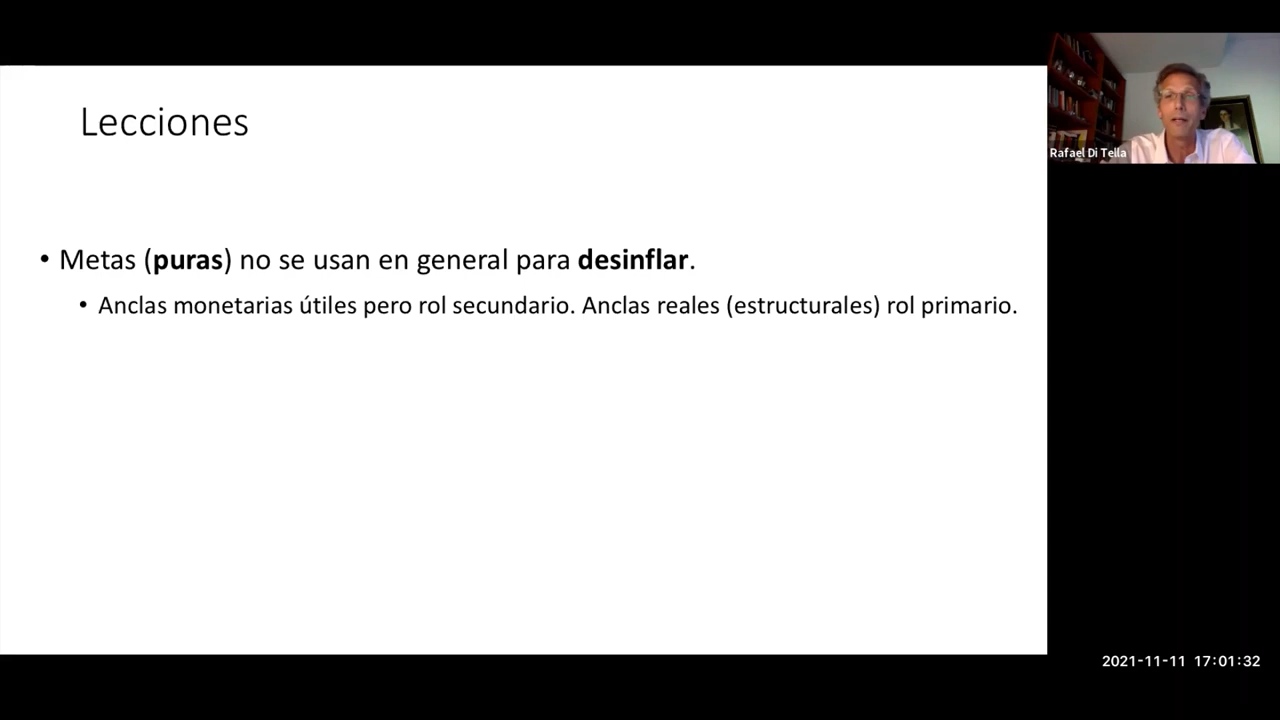 Lecciones
Rafael Di Tella
• Metas (puras) no se usan en general para desinflar.
• Anclas monetarias útiles pero rol secundario. Anclas reales (estructurales) rol primario.
2021-11-11 17:01:32